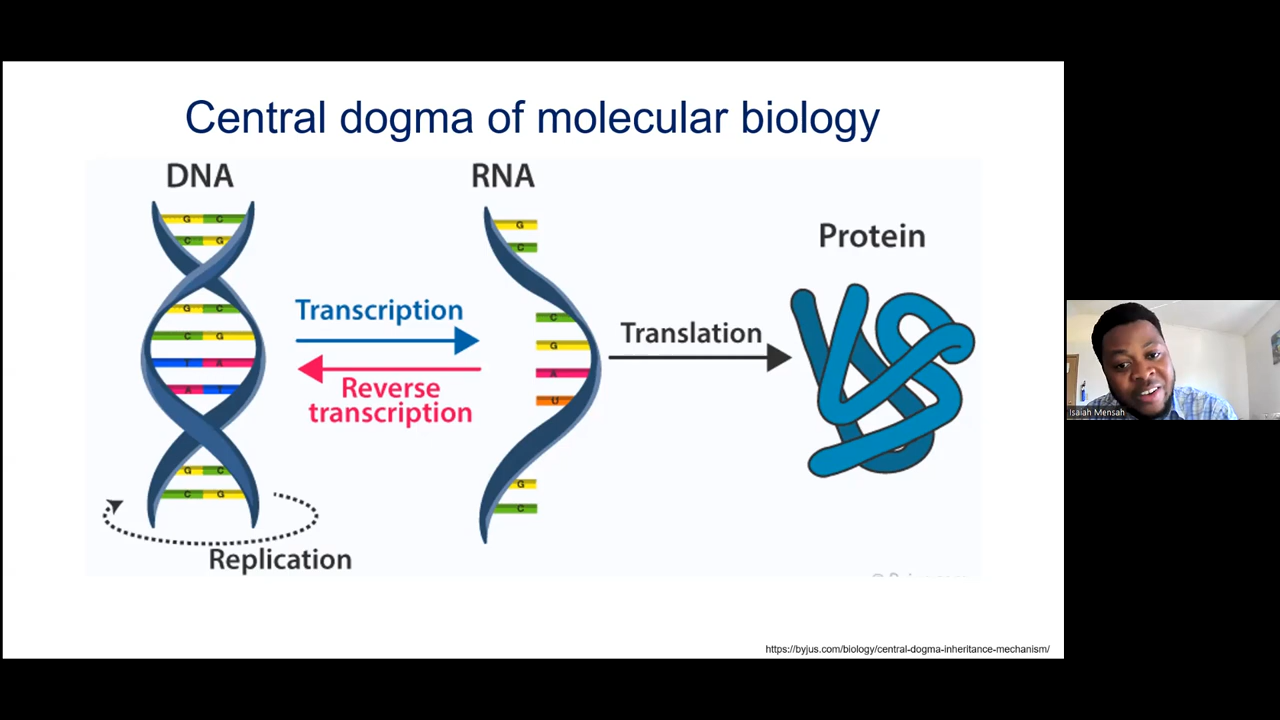 Central dogma of molecular biology
DNA
RNA
Protein
G C
C G
G C
C G
T A
A T
G C
C G
G
C
C
G
A
U
G
C
Transcription
Reverse
transcription
Translation
Replication
https://byjus.com/biology/central-dogma-inheritance-mechanism/
Isaiah Mensah